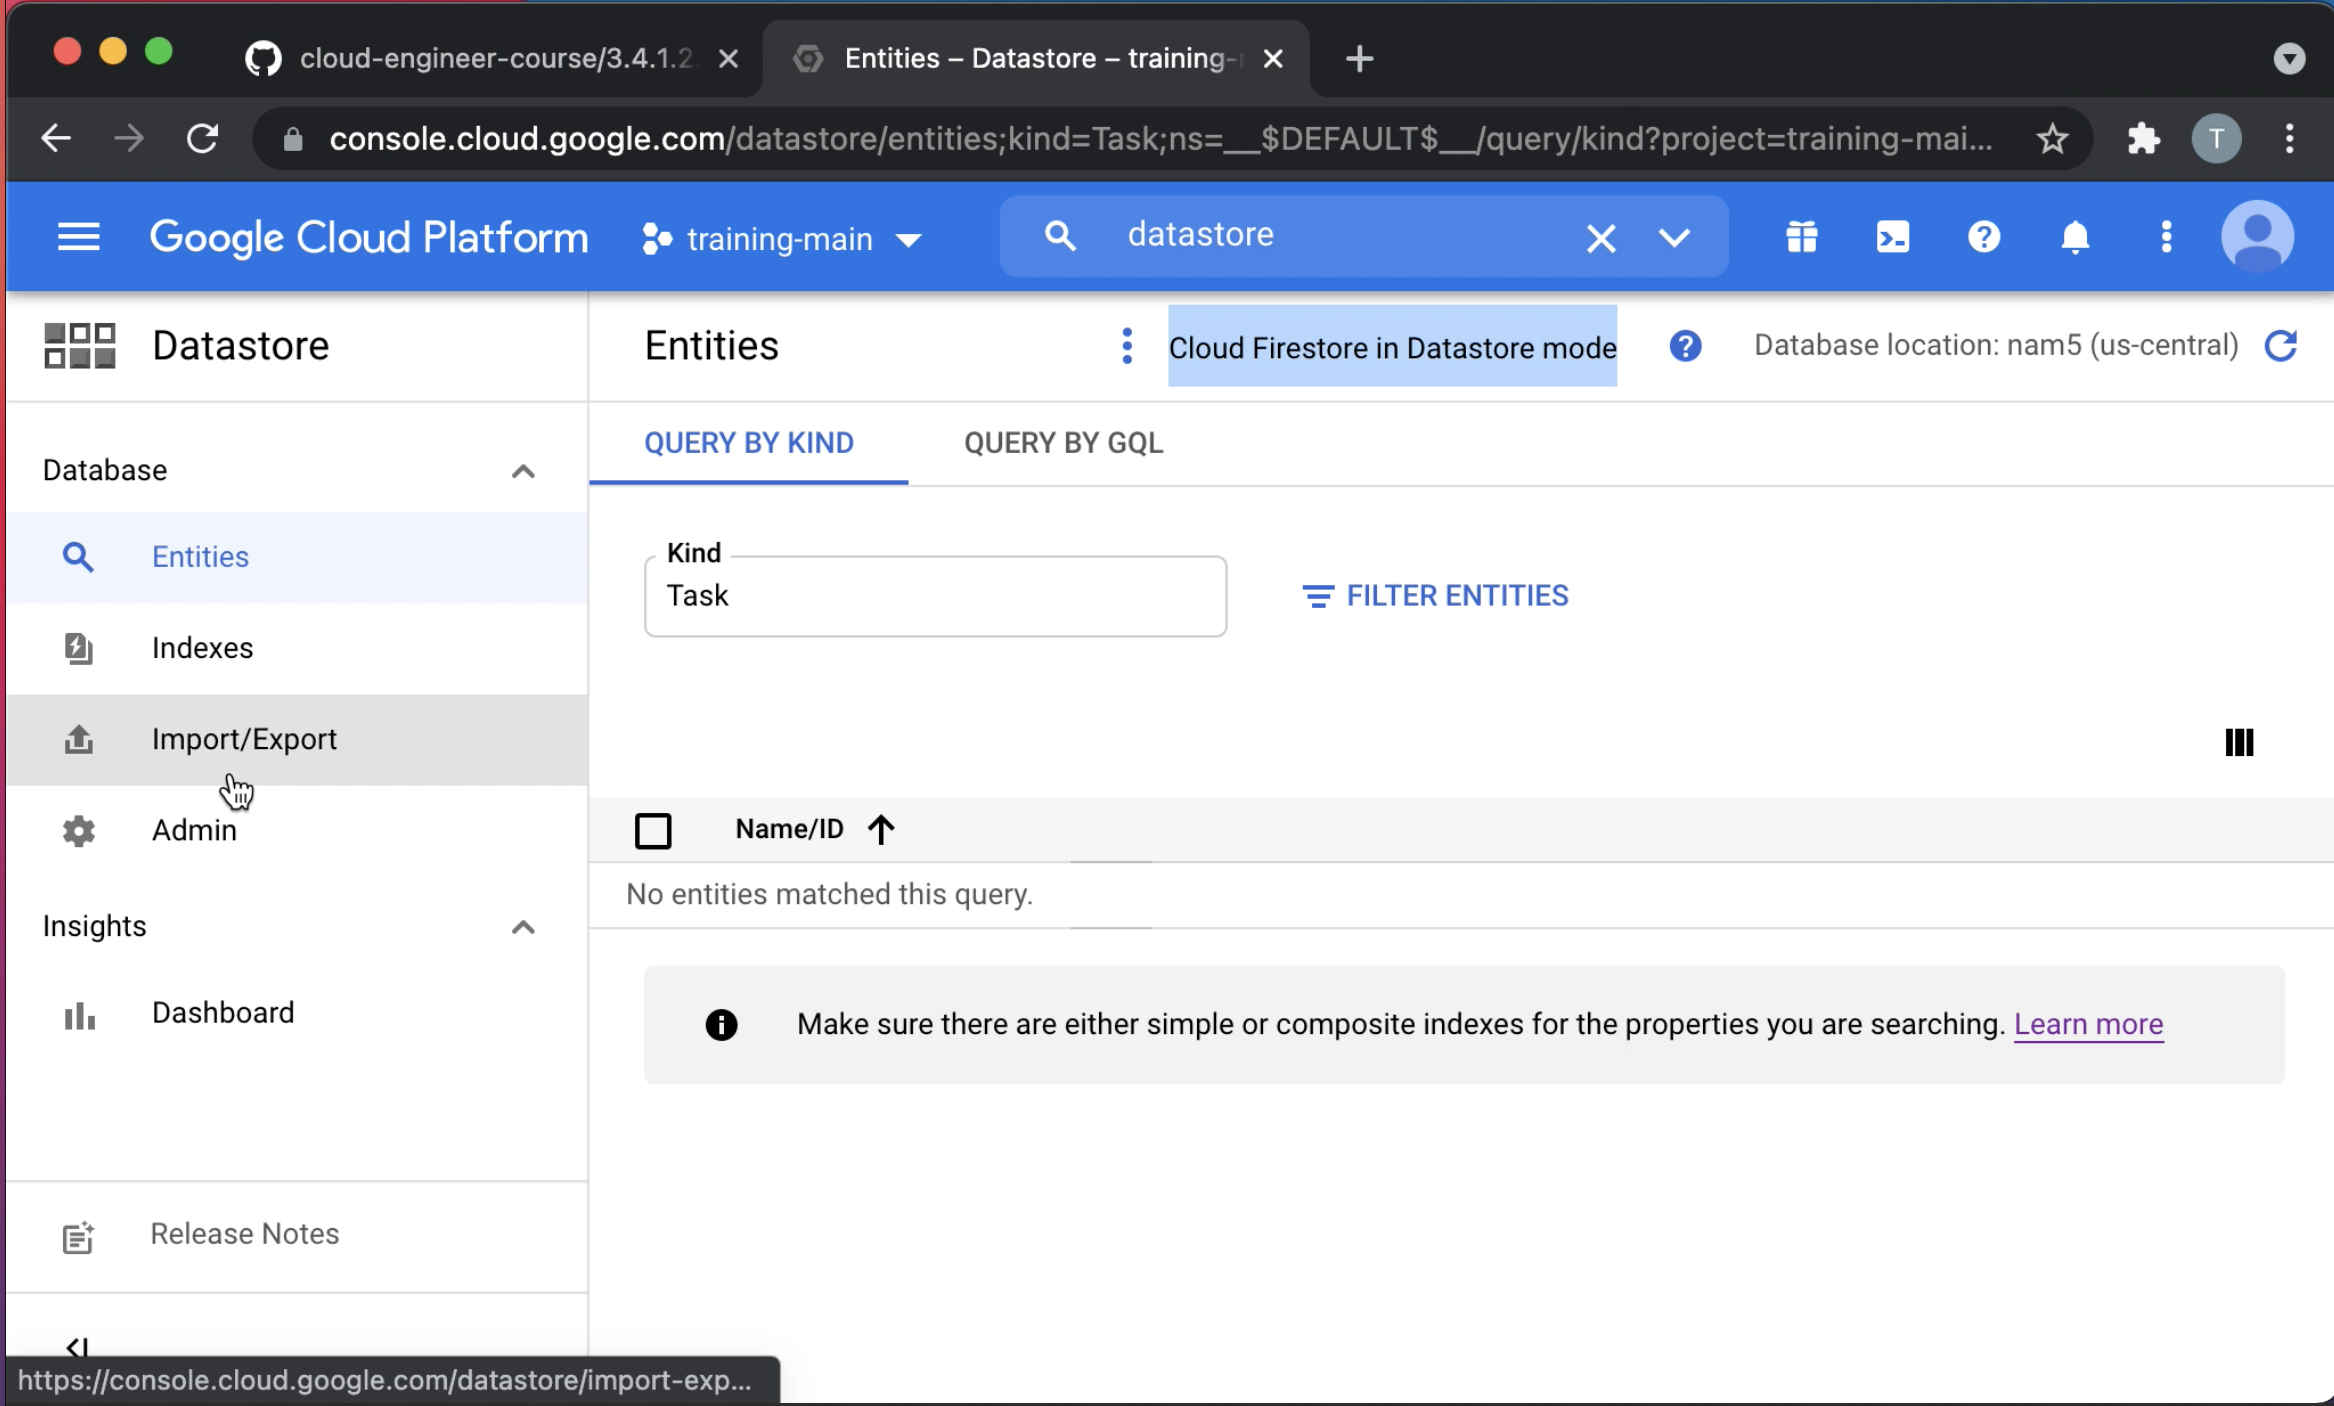 cloud-engineer-course/3.4.1.2
Entities – Datastore – training-
console.cloud.google.com/datastore/entities;kind=Task;ns=__$DEFAULT$__/query/kind?project=training-mai...
T
Google Cloud Platform
training-main
datastore
Datastore
Entities
Cloud Firestore in Datastore mode
Database location: nam5 (us-central)
QUERY BY KIND
QUERY BY GQL
Database
Entities
Indexes
Import/Export
Admin
Insights
Dashboard
Release Notes
Kind
Task
FILTER ENTITIES
Name/ID
No entities matched this query.
Make sure there are either simple or composite indexes for the properties you are searching. Learn more
https://console.cloud.google.com/datastore/import-exp...